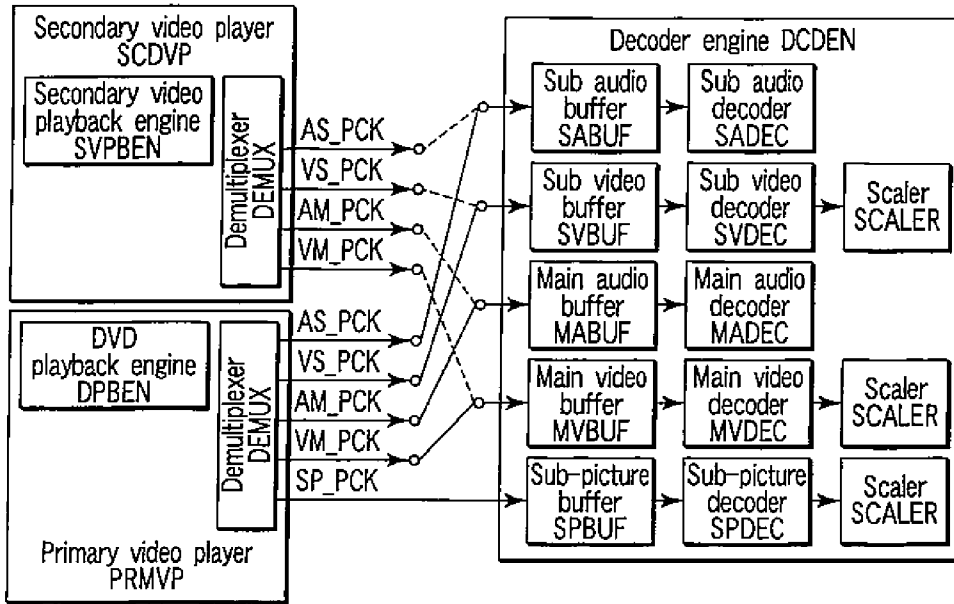 Secondary video player
SCDVP
Secondary video
playback engine
SVPBEN
Demultiplexer
DEMUX
AS_PCK
VS_PCK
AM_PCK
VM_PCK
DVD
playback engine
DPBEN
Demultiplexer
DEMUX
AS_PCK
VS_PCK
AM_PCK
VM_PCK
SP_PCK
Primary video player
PRMVP
Decoder engine DCDEN
Sub audio
buffer
SABUF
Sub audio
decoder
SADEC
Sub video
buffer
SVBUF
Sub video
decoder
SVDEC
Scaler
SCALER
Main audio
buffer
MABUF
Main audio
decoder
MADEC
Main video
buffer
MVBUF
Main video
decoder
MVDEC
Scaler
SCALER
Sub-picture
buffer
SPBUF
Sub-picture
decoder
SPDEC
Scaler
SCALER